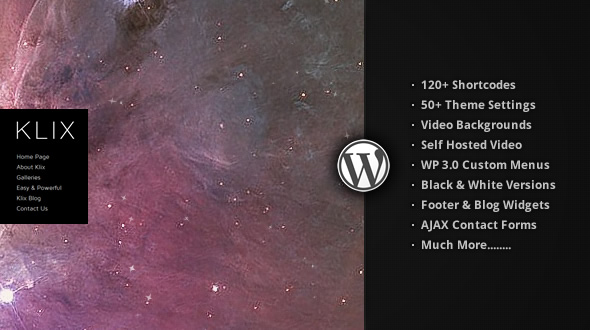 KLIX
Home Page
About Klix
Galleries
Easy & Powerful
Klix Blog
Contact Us
· 120+ Shortcodes
· 50+ Theme Settings
· Video Backgrounds
· Self Hosted Video
· WP 3.0 Custom Menus
· Black & White Versions
· Footer & Blog Widgets
· AJAX Contact Forms
· Much More........